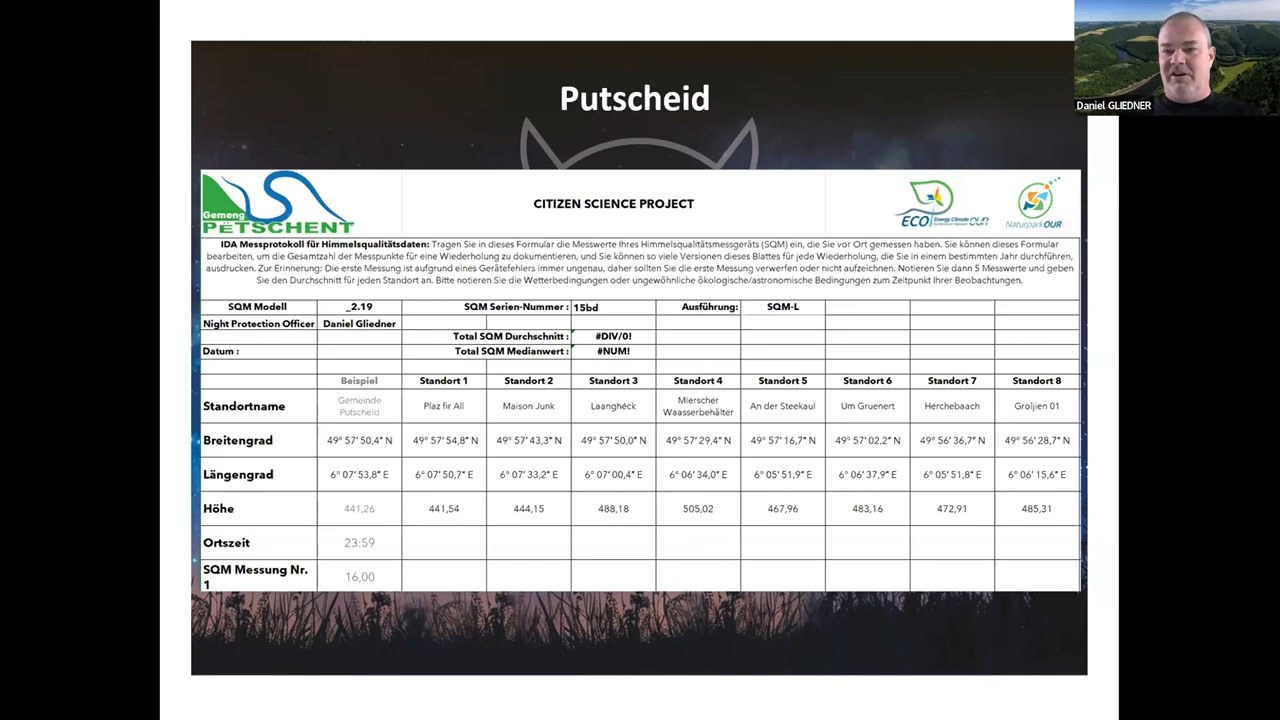 Daniel GLIEDNER
Putscheid
Gemeng
PËTSCHENT
CITIZEN SCIENCE PROJECT
ECO Energy Climate OUR
NaturparkOUR
IDA Messprotokoll für Himmelsqualitätsdaten: Tragen Sie in dieses Formular die Messwerte Ihres Himmelsqualitätsmessgeräts (SQM) ein, die Sie vor Ort gemessen haben. Sie können dieses Formular
bearbeiten, um die Gesamtzahl der Messpunkte für eine Wiederholung zu dokumentieren, und Sie können so viele Versionen dieses Blattes für jede Wiederholung, die Sie in einem bestimmten Jahr durchführen,
ausdrucken. Zur Erinnerung: Die erste Messung ist aufgrund eines Gerätefehlers immer ungenau, daher sollten Sie die erste Messung verwerfen oder nicht aufzeichnen. Notieren Sie dann 5 Messwerte und geben
Sie den Durchschnitt für jeden Standort an. Bitte notieren Sie die Wetterbedingungen oder ungewöhnliche ökologische/astronomische Bedingungen zum Zeitpunkt Ihrer Beobachtungen.
SQM Modell _2.19 SQM Serien-Nummer : 15bd Ausführung: SQM-L
Night Protection Officer Daniel Gliedner
Total SQM Durchschnitt : #DIV/0!
Datum : Total SQM Medianwert : #NUM!
Beispiel Standort 1 Standort 2 Standort 3 Standort 4 Standort 5 Standort 6 Standort 7 Standort 8
Standortname Gemeinde Putscheid Plaz fir All Maison Junk Laanghéck Mierscher Waasserbehälter An der Steekaul Um Gruenert Herchebaach Groljien 01
Breitengrad 49° 57′ 50,4″ N 49° 57′ 54,8″ N 49° 57′ 43,3″ N 49° 57′ 50,0″ N 49° 57′ 29,4″ N 49° 57′ 16,7″ N 49° 57′ 02,2″ N 49° 56′ 36,7″ N 49° 56′ 28,7″ N
Längengrad 6° 07′ 53,8″ E 6° 07′ 50,7″ E 6° 07′ 33,2″ E 6° 07′ 00,4″ E 6° 06′ 34,0″ E 6° 05′ 51,9″ E 6° 06′ 37,9″ E 6° 05′ 51,8″ E 6° 06′ 15,6″ E
Höhe 441,26 441,54 444,15 488,18 505,02 467,96 483,16 472,91 485,31
Ortszeit 23:59
SQM Messung Nr.
1 16,00